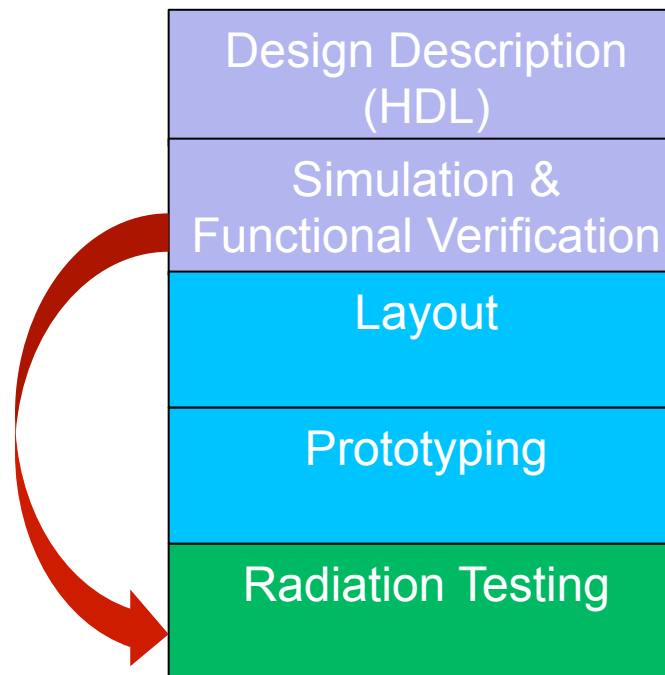 Design Description
(HDL)
Simulation &
Functional Verification
Layout
Prototyping
Radiation Testing